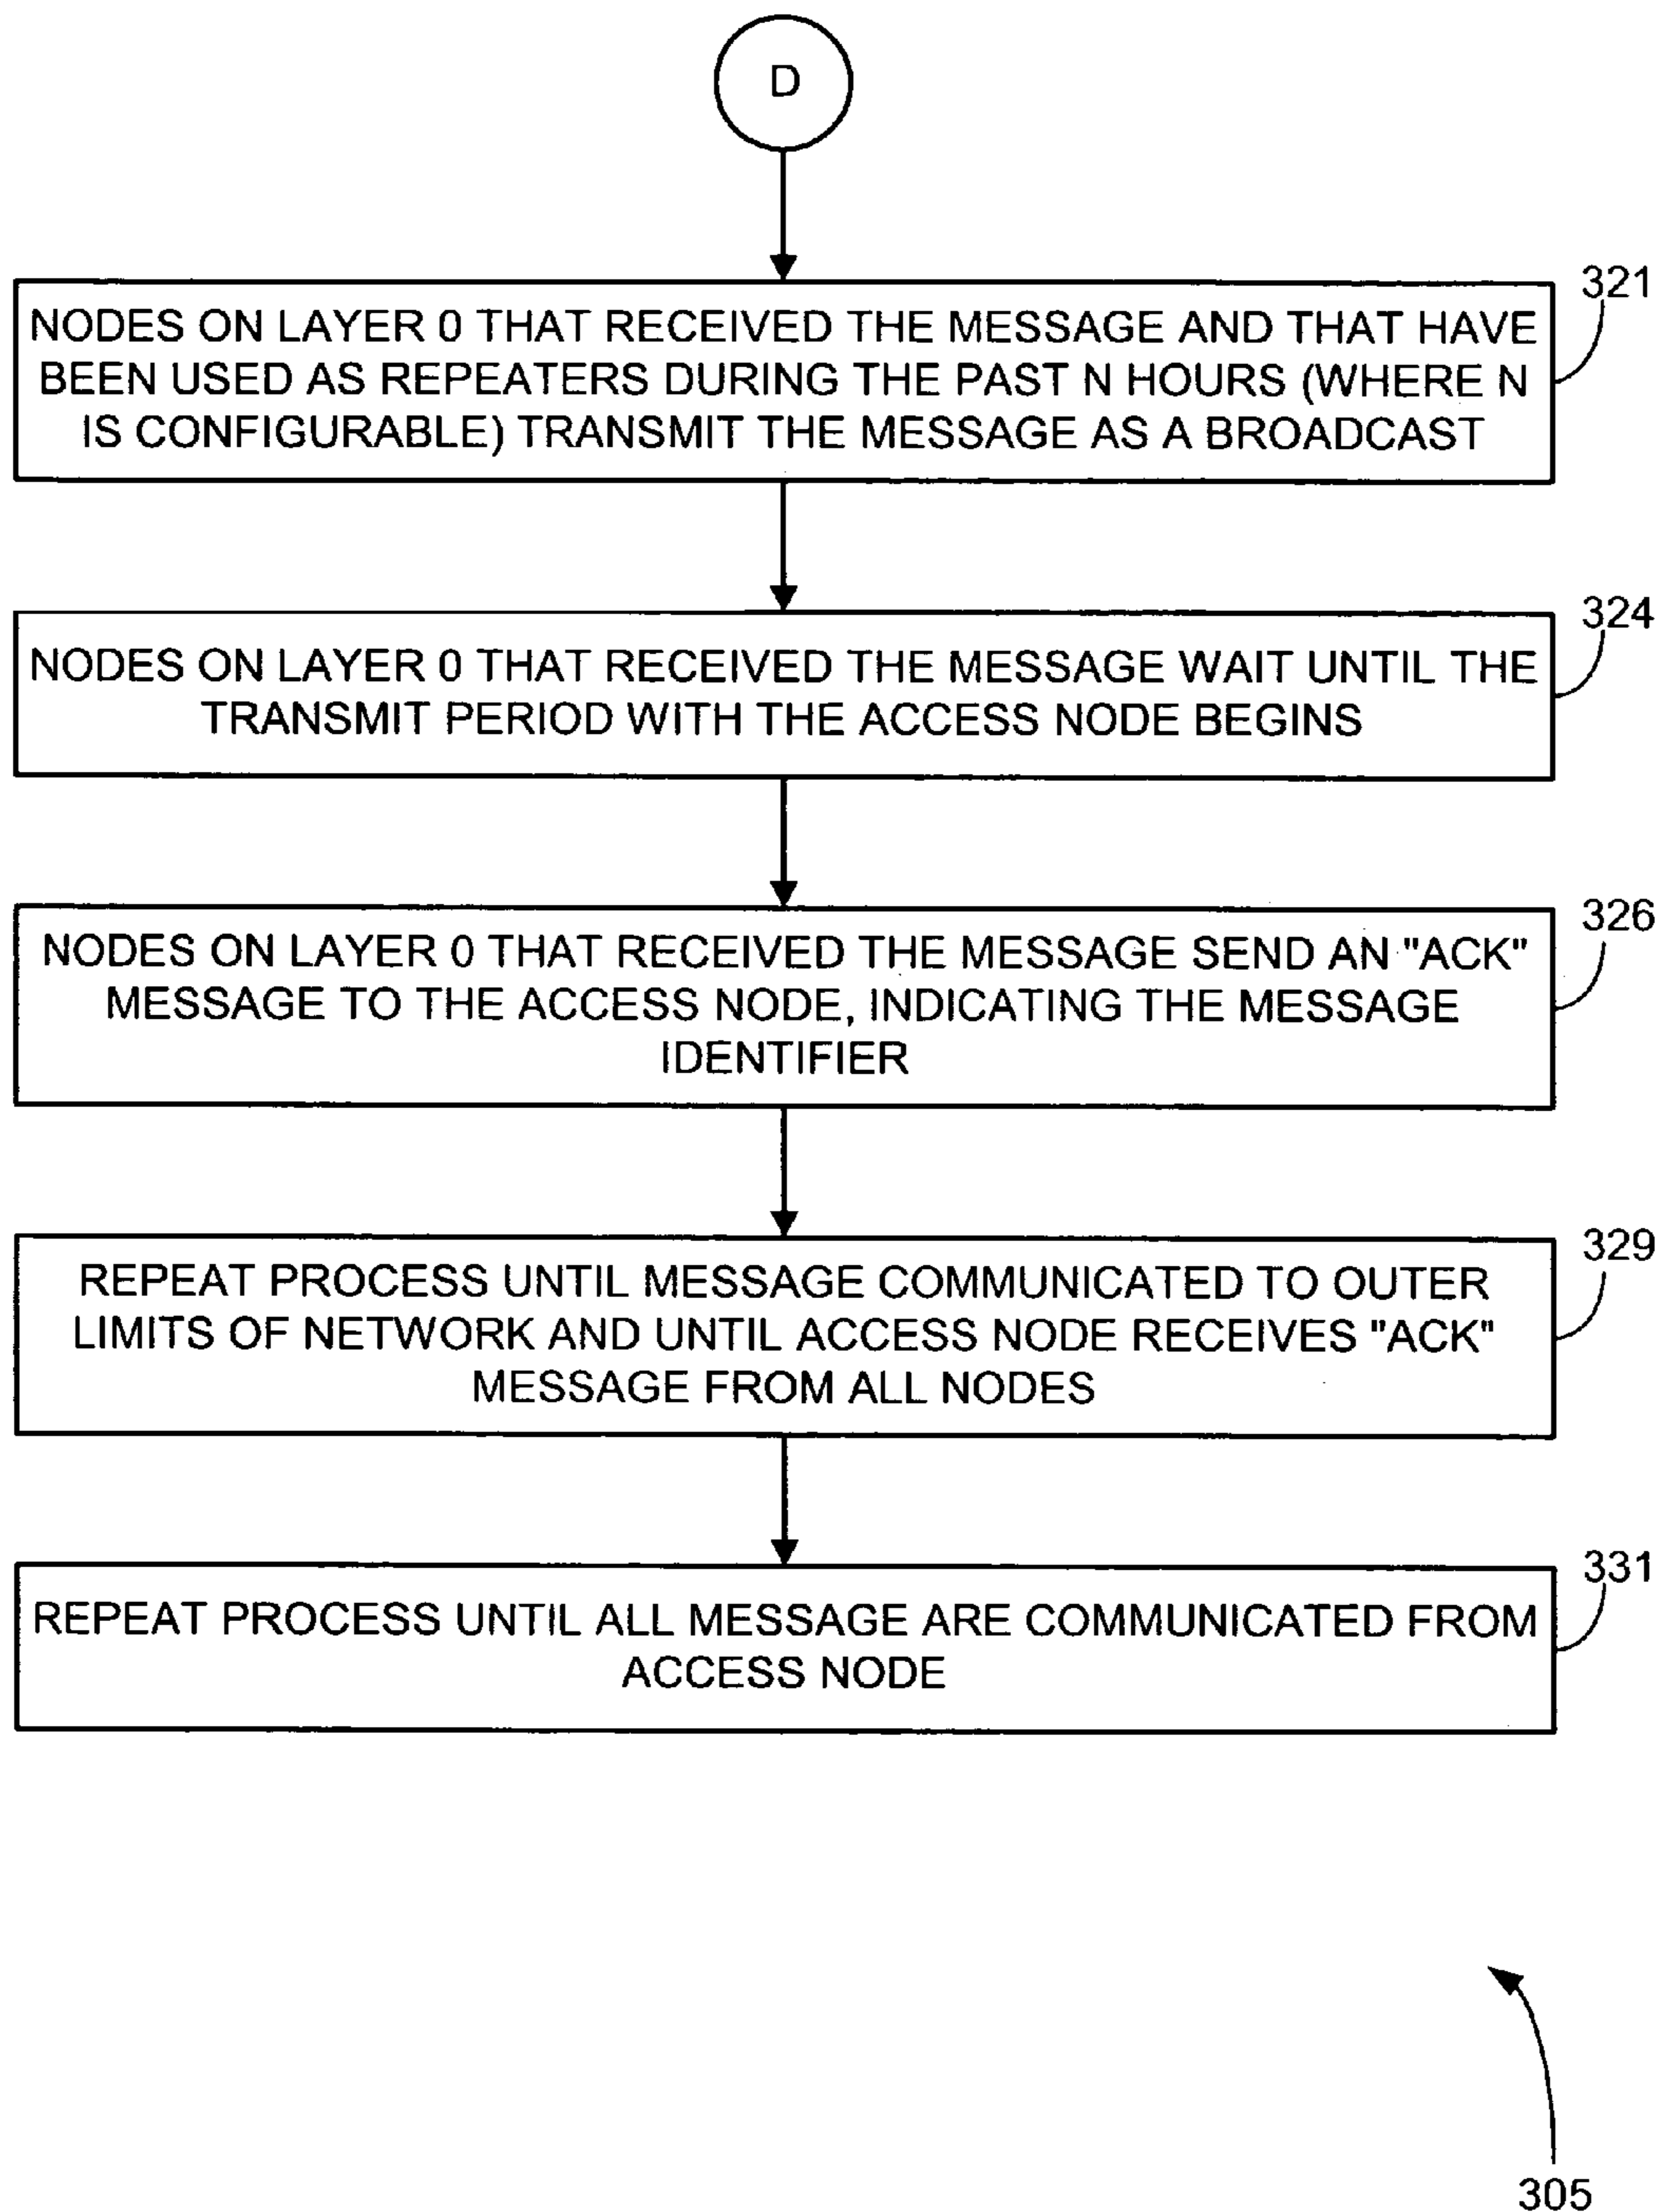 D
321
NODES ON LAYER 0 THAT RECEIVED THE MESSAGE AND THAT HAVE
BEEN USED AS REPEATERS DURING THE PAST N HOURS (WHERE N
IS CONFIGURABLE) TRANSMIT THE MESSAGE AS A BROADCAST
324
NODES ON LAYER 0 THAT RECEIVED THE MESSAGE WAIT UNTIL THE
TRANSMIT PERIOD WITH THE ACCESS NODE BEGINS
326
NODES ON LAYER 0 THAT RECEIVED THE MESSAGE SEND AN "ACK"
MESSAGE TO THE ACCESS NODE, INDICATING THE MESSAGE
IDENTIFIER
329
REPEAT PROCESS UNTIL MESSAGE COMMUNICATED TO OUTER
LIMITS OF NETWORK AND UNTIL ACCESS NODE RECEIVES "ACK"
MESSAGE FROM ALL NODES
331
REPEAT PROCESS UNTIL ALL MESSAGE ARE COMMUNICATED FROM
ACCESS NODE
305